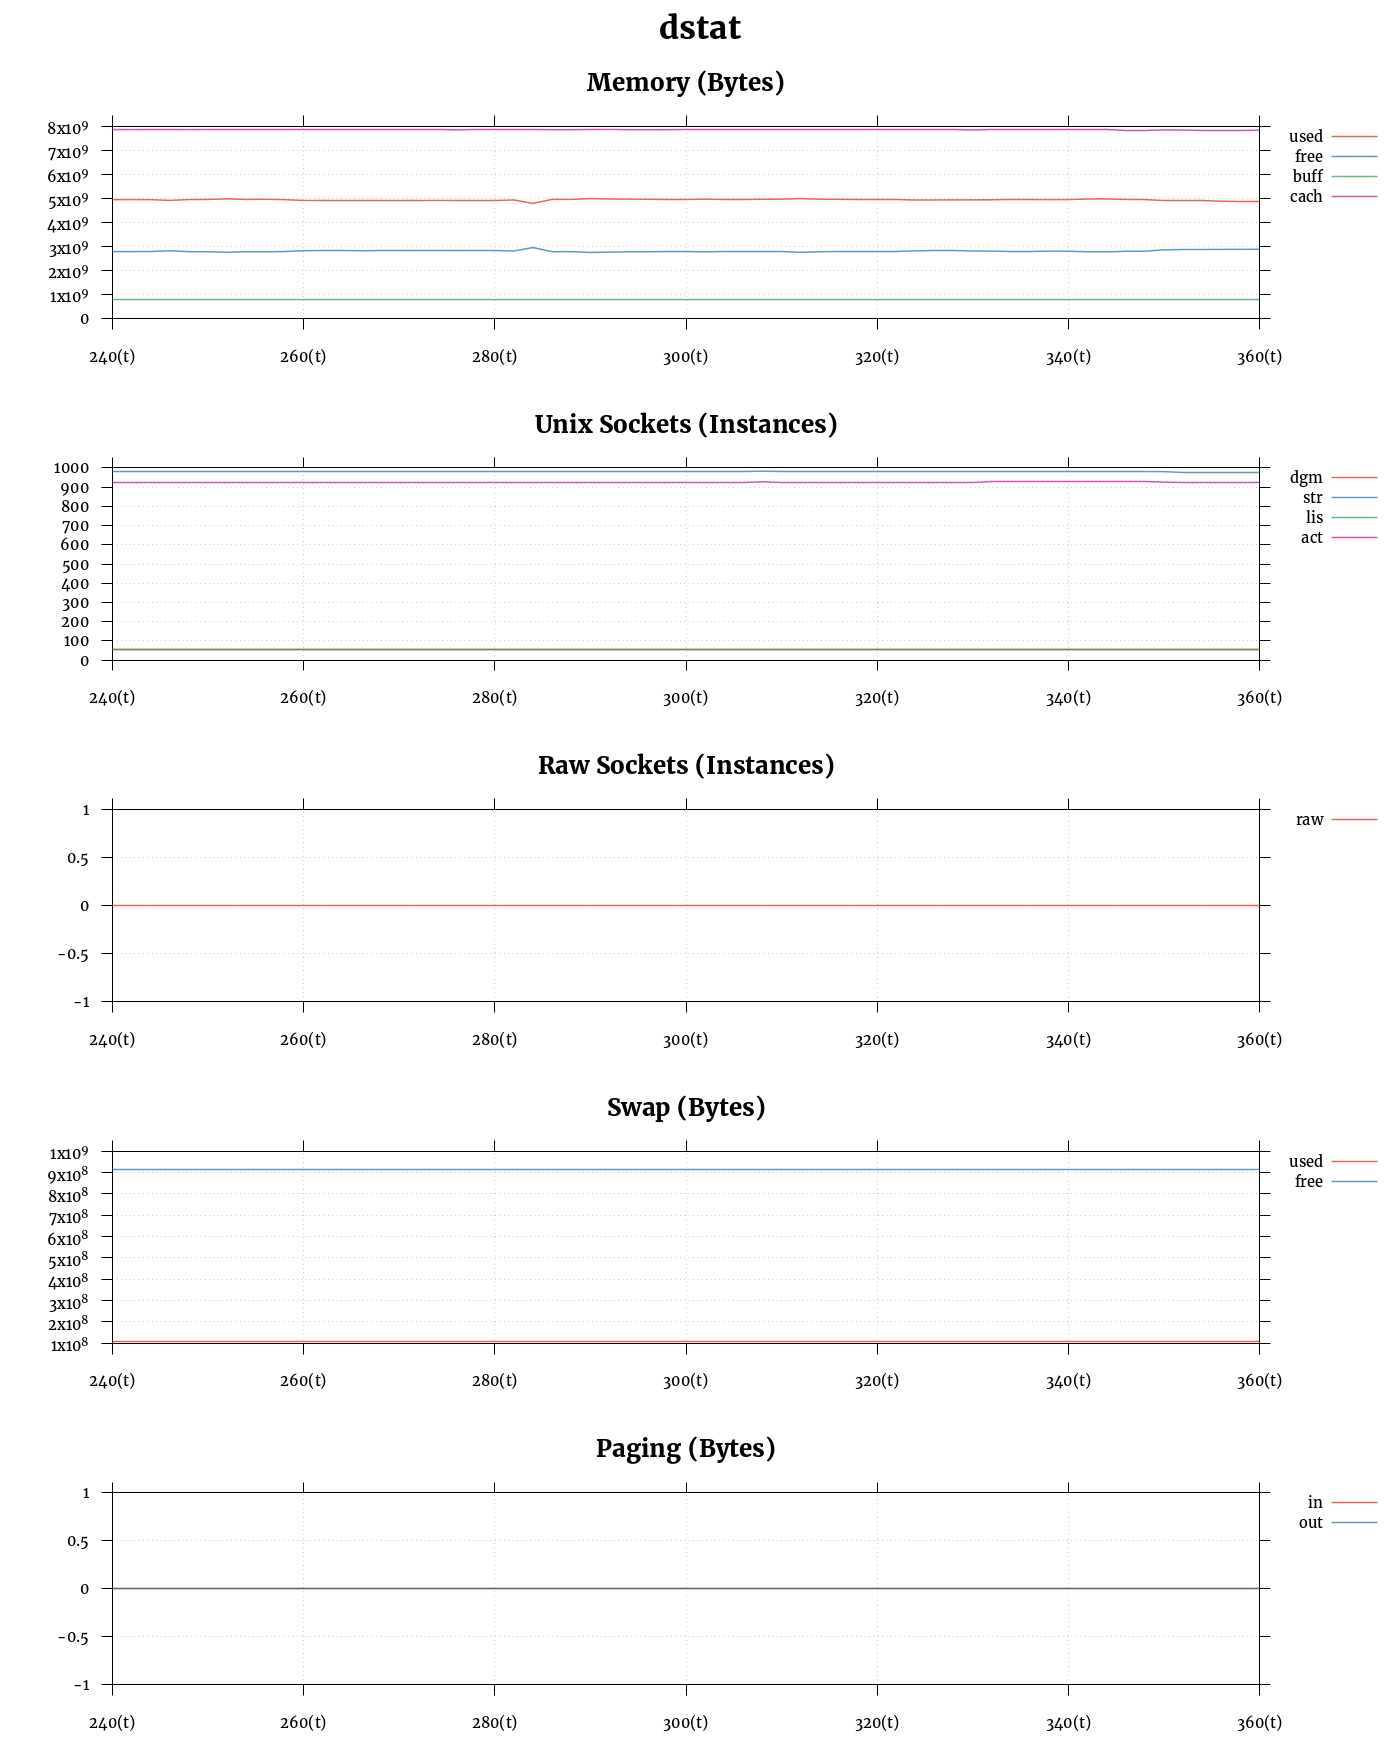 dstat
Memory (Bytes)
8x10⁹
7x10⁹
6x10⁹
5x10⁹
4x10⁹
3x10⁹
2x10⁹
1x10⁹
0
240(t) 260(t) 280(t) 300(t) 320(t) 340(t) 360(t)
used
free
buff
cach
Unix Sockets (Instances)
1000
900
800
700
600
500
400
300
200
100
0
240(t) 260(t) 280(t) 300(t) 320(t) 340(t) 360(t)
dgm
str
lis
act
Raw Sockets (Instances)
1
0.5
0
-0.5
-1
240(t) 260(t) 280(t) 300(t) 320(t) 340(t) 360(t)
raw
Swap (Bytes)
1x10⁹
9x10⁸
8x10⁸
7x10⁸
6x10⁸
5x10⁸
4x10⁸
3x10⁸
2x10⁸
1x10⁸
240(t) 260(t) 280(t) 300(t) 320(t) 340(t) 360(t)
used
free
Paging (Bytes)
1
0.5
0
-0.5
-1
240(t) 260(t) 280(t) 300(t) 320(t) 340(t) 360(t)
in
out